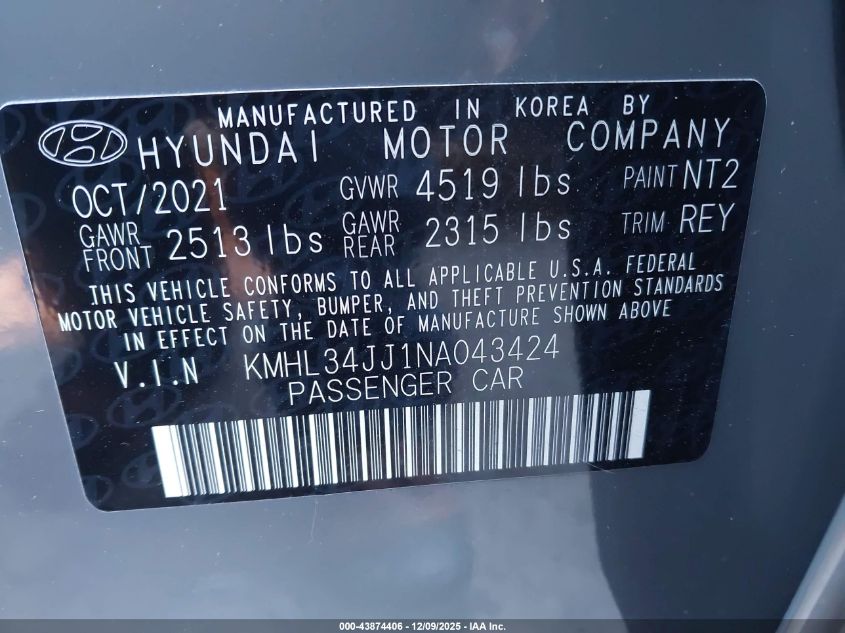 MANUFACTURED IN KOREA BY
HYUNDAI MOTOR COMPANY
OCT/2021 GVWR 4519 lbs PAINT NT2
GAWR FRONT 2513 lbs GAWR REAR 2315 lbs TRIM REY
THIS VEHICLE CONFORMS TO ALL APPLICABLE U.S.A. FEDERAL
MOTOR VEHICLE SAFETY, BUMPER, AND THEFT PREVENTION STANDARDS
IN EFFECT ON THE DATE OF MANUFACTURE SHOWN ABOVE
V.I.N KMHL34JJ1NA043424
PASSENGER CAR
000-43874406 - 12/09/2025 - IAA Inc.